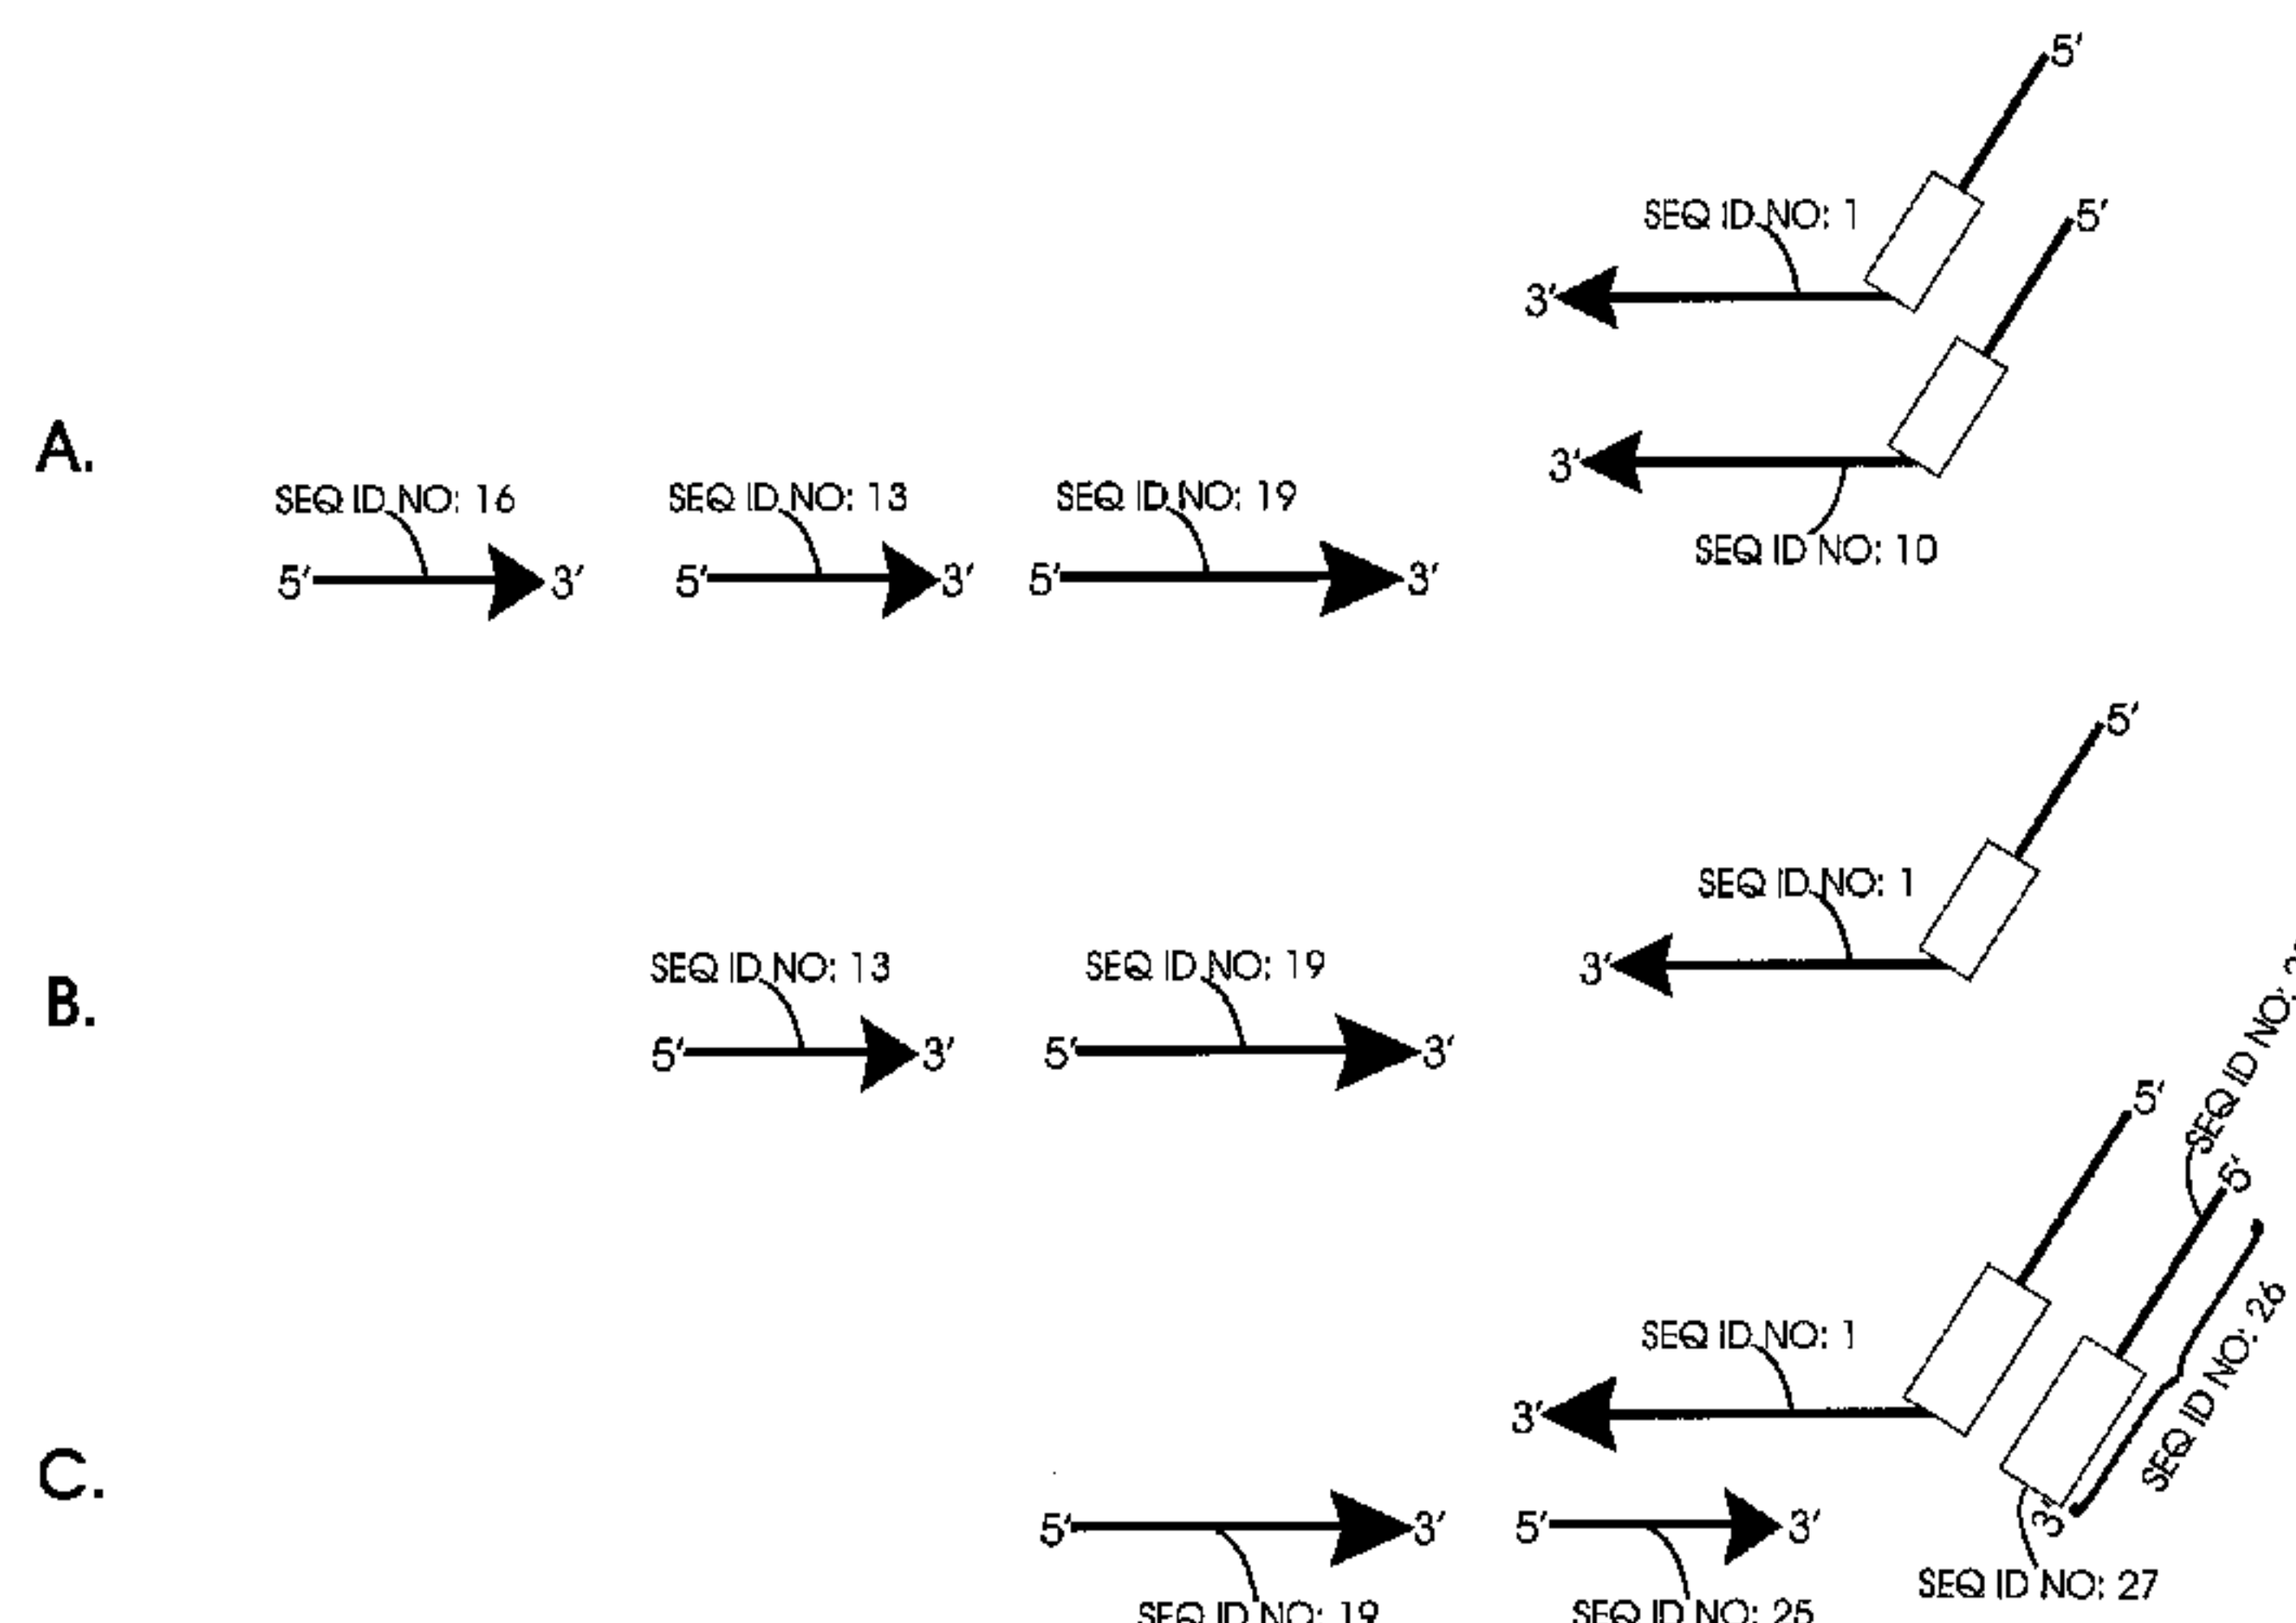 5'
SEQ ID NO: 1
5'
3'
A.
3'
SEQ ID NO: 16
SEQ ID NO: 13
SEQ ID NO: 19
SEQ ID NO: 10
5' 3'
5' 3'
5' 3'
5'
SEQ ID NO: 1
B.
SEQ ID NO: 13
SEQ ID NO: 19
3'
5' 3'
5' 3'
SEQ ID NO:
5'
5'
SEQ ID NO: 26
SEQ ID NO: 1
3'
C.
5' 3'
5' 3'
3'
SEQ ID NO: 27
SEQ ID NO: 19
SEQ ID NO: 25